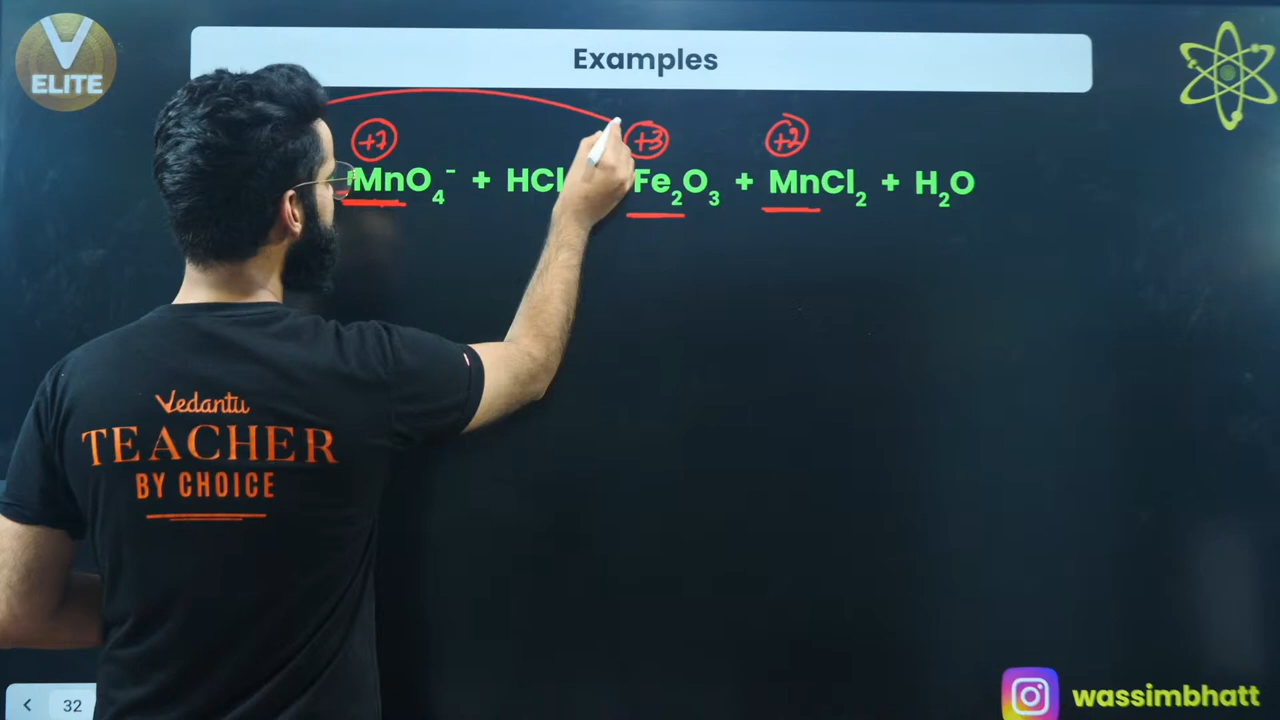 V
ELITE
Examples
+7 +3 +2
MnO₄⁻ + HCl Fe₂O₃ + MnCl₂ + H₂O
Vedantu
TEACHER
BY CHOICE
< 32
wassimbhatt